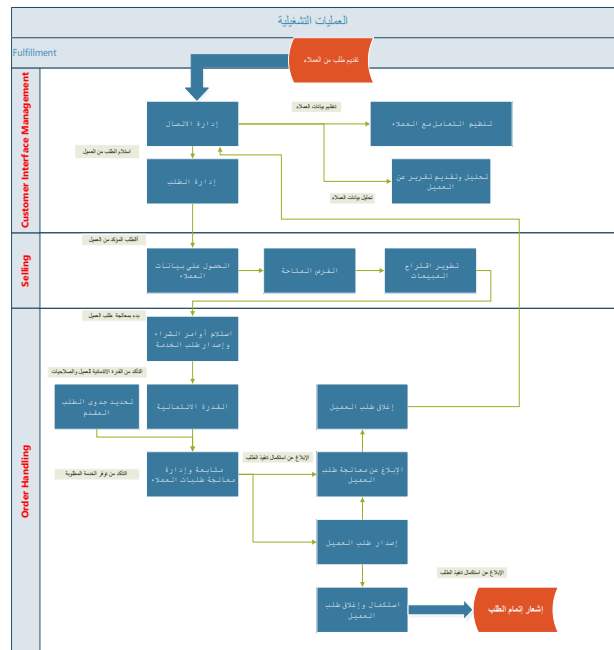 العمليات التشغيلية
Fulfillment
تقديم طلب من العملاء
Customer Interface Management
إدارة الاتصال
تنظيم بيانات العملاء
تنظيم التعامل مع العملاء
استلام الطلب من العميل
إدارة الطلب
تحليل وتقديم تقرير عن
العميل
تحليل بيانات العملاء
Selling
الطلب المؤكد من العميل
الحصول على بيانات
العملاء
الفرص المتاحة
تطوير اقتراح
المبيعات
Order Handling
بدء بمعالجة طلب العميل
استلام أوامر الشراء
وإصدار طلب الخدمة
التأكد من القدرة الائتمانية للعميل والصلاحيات
تحديد جدوى الطلب
المقدم
القدرة الائتمانية
إغلاق طلب العميل
التأكد من توفر الخدمة المطلوبة
متابعة وإدارة
معالجة طلبات العملاء
الإبلاغ عن استكمال تنفيذ الطلب
الإبلاغ عن معالجة طلب
العميل
إصدار طلب العميل
استكمال وإغلاق طلب
العميل
الإبلاغ عن استكمال تنفيذ الطلب
إشعار إتمام الطلب